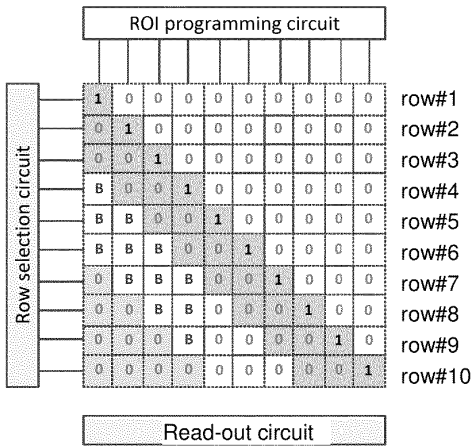 ROI programming circuit
Row selection circuit
1 0 0 0 0 0 0 0 0 0 row#1
0 1 0 0 0 0 0 0 0 0 row#2
0 0 1 0 0 0 0 0 0 0 row#3
B 0 0 1 0 0 0 0 0 0 row#4
B B 0 0 1 0 0 0 0 0 row#5
B B B 0 0 1 0 0 0 0 row#6
0 B B B 0 0 1 0 0 0 row#7
0 0 B B 0 0 0 1 0 0 row#8
0 0 0 B 0 0 0 0 1 0 row#9
0 0 0 0 0 0 0 0 0 1 row#10
Read-out circuit